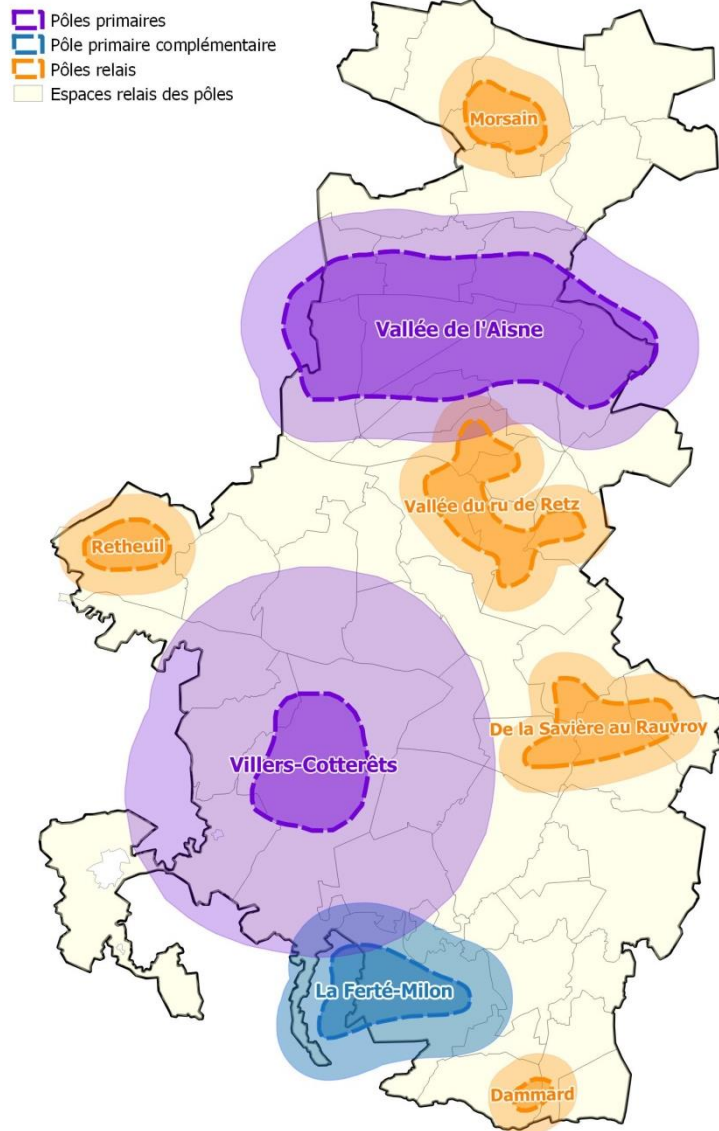 Pôles primaires
Pôle primaire complémentaire
Pôles relais
Espaces relais des pôles
Morsain
Vallée de l'Aisne
Vallée du ru de Retz
Retheuil
De la Savière au Rauvroy
Villers-Cotterêts
La Ferté-Milon
Dammard